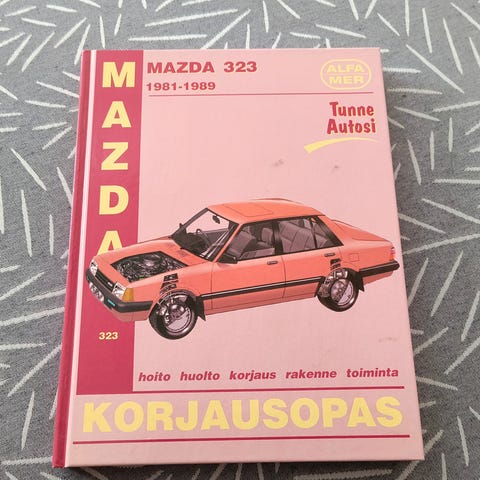 MAZDA
MAZDA 323
1981-1989
ALFA
MER
Tunne
Autosi
323
hoito huolto korjaus rakenne toiminta
KORJAUSOPAS